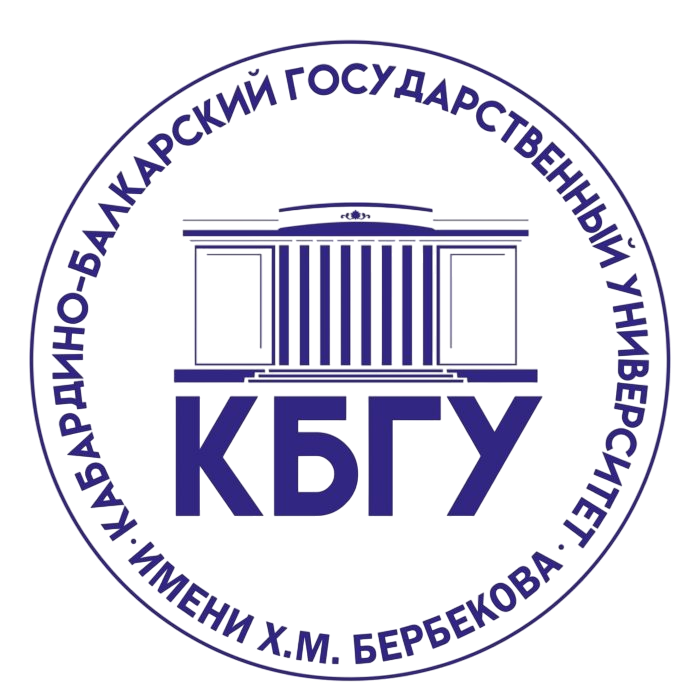 КАБАРДИНО-БАЛКАРСКИЙ ГОСУДАРСТВЕННЫЙ УНИВЕРСИТЕТ
· ИМЕНИ Х.М. БЕРБЕКОВА ·
КБГУ